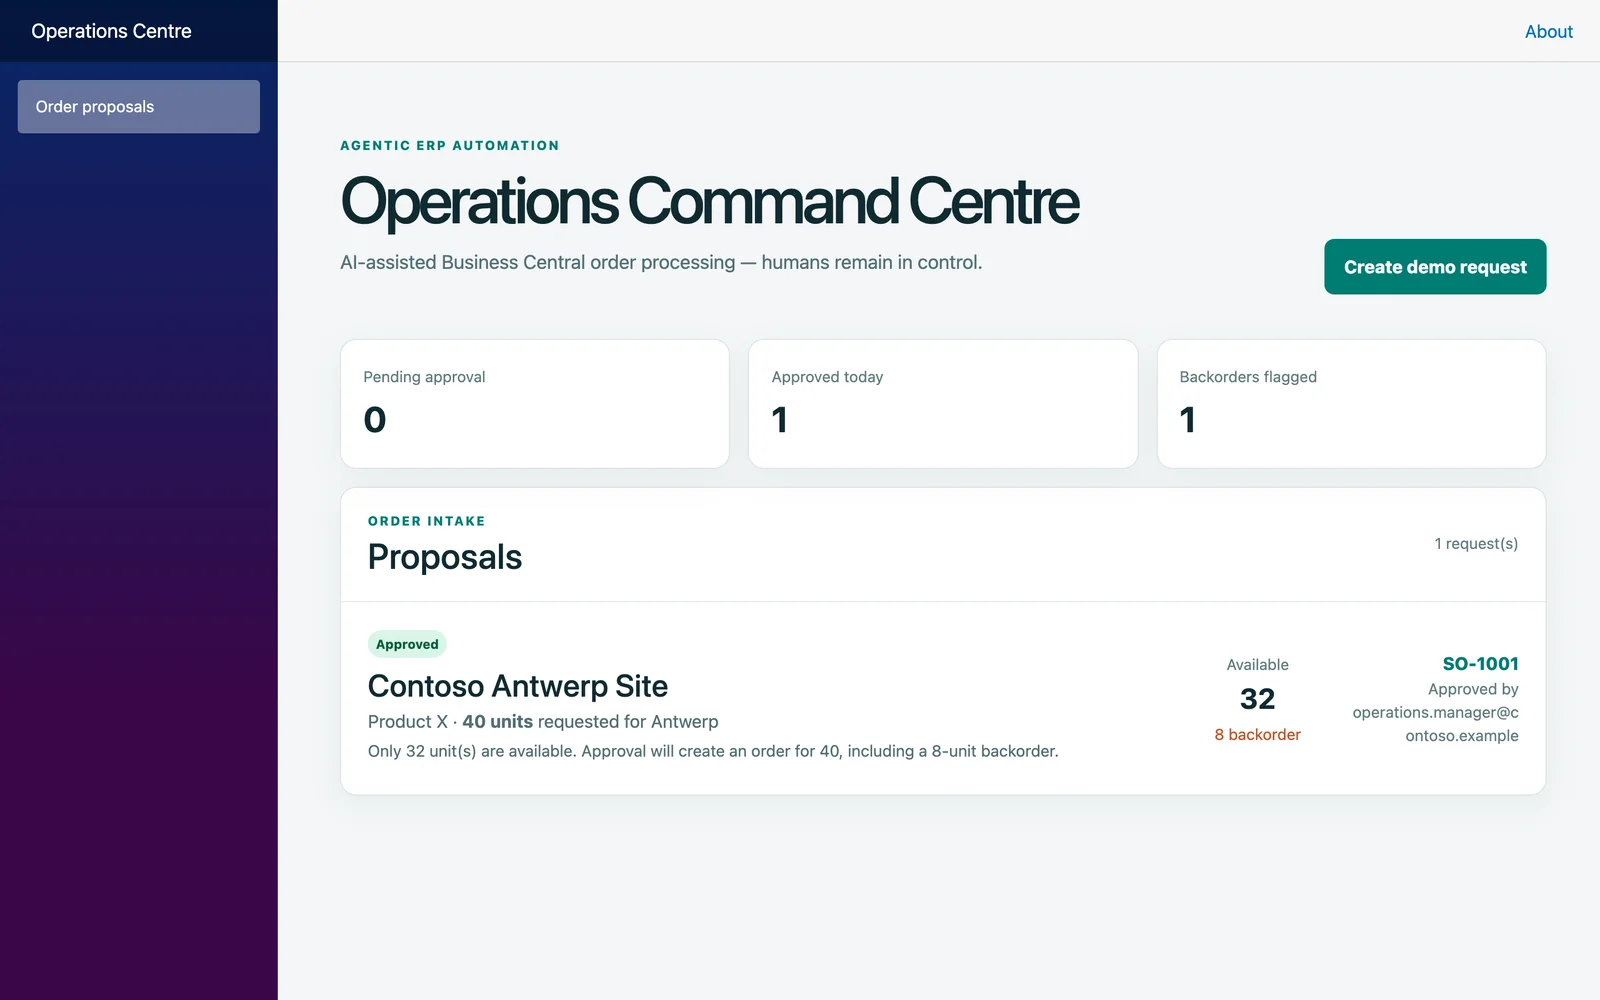 Operations Centre
About
Order proposals
AGENTIC ERP AUTOMATION
Operations Command Centre
AI-assisted Business Central order processing — humans remain in control.
Create demo request
Pending approval
0
Approved today
1
Backorders flagged
1
ORDER INTAKE
Proposals
1 request(s)
Approved
Contoso Antwerp Site
Product X · 40 units requested for Antwerp
Only 32 unit(s) are available. Approval will create an order for 40, including a 8-unit backorder.
Available
32
8 backorder
SO-1001
Approved by
operations.manager@c
ontoso.example